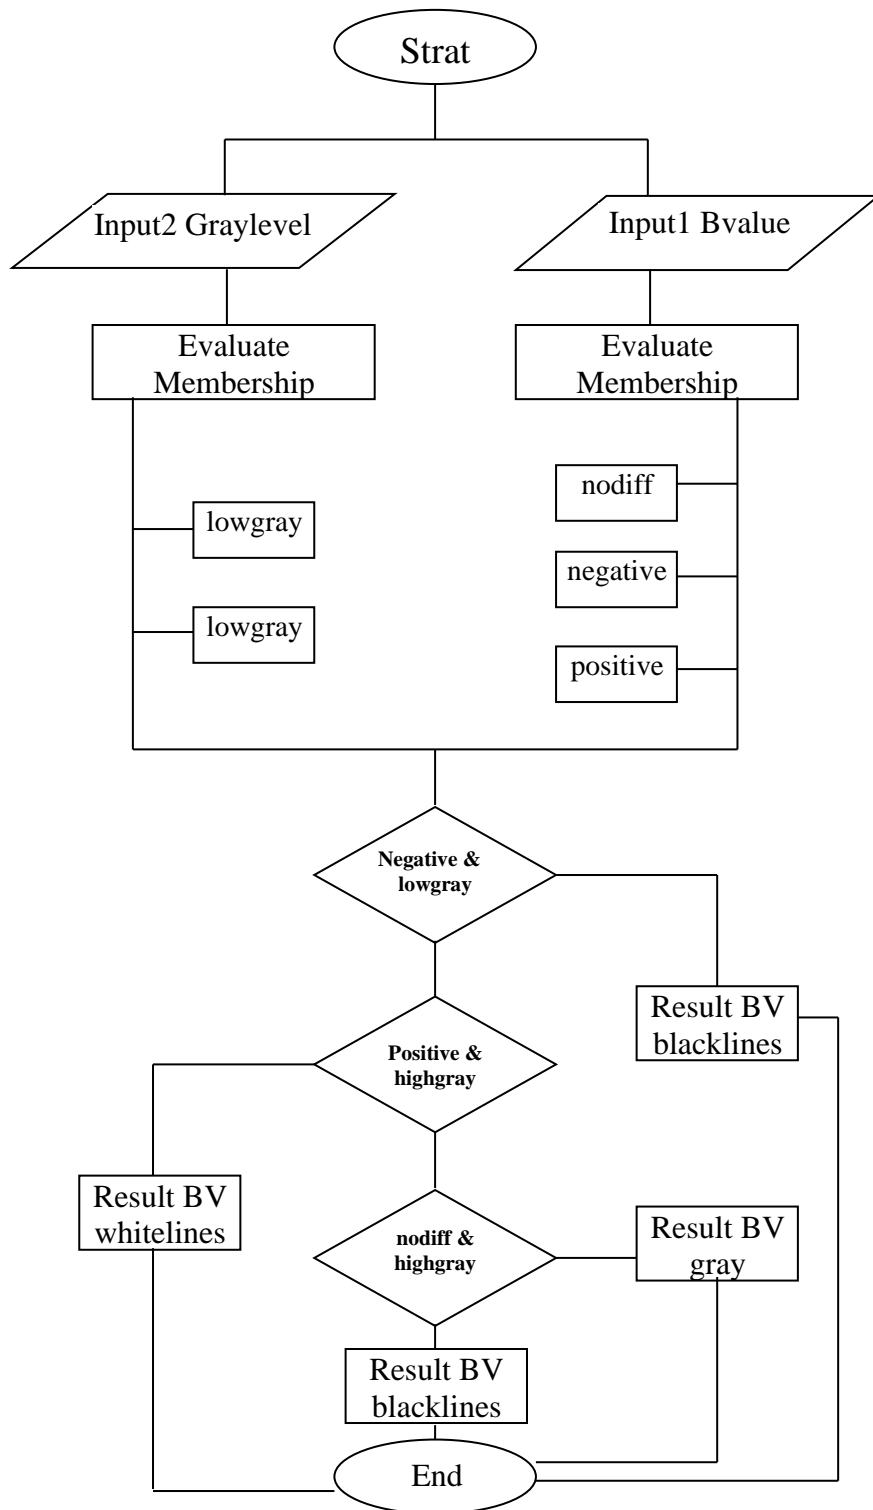 Strat
Input2 Graylevel
Input1 Bvalue
Evaluate
Membership
Evaluate
Membership
lowgray
lowgray
nodiff
negative
positive
Negative &
lowgray
Result BV
blacklines
Positive &
highgray
Result BV
whitelines
nodiff &
highgray
Result BV
gray
Result BV
blacklines
End